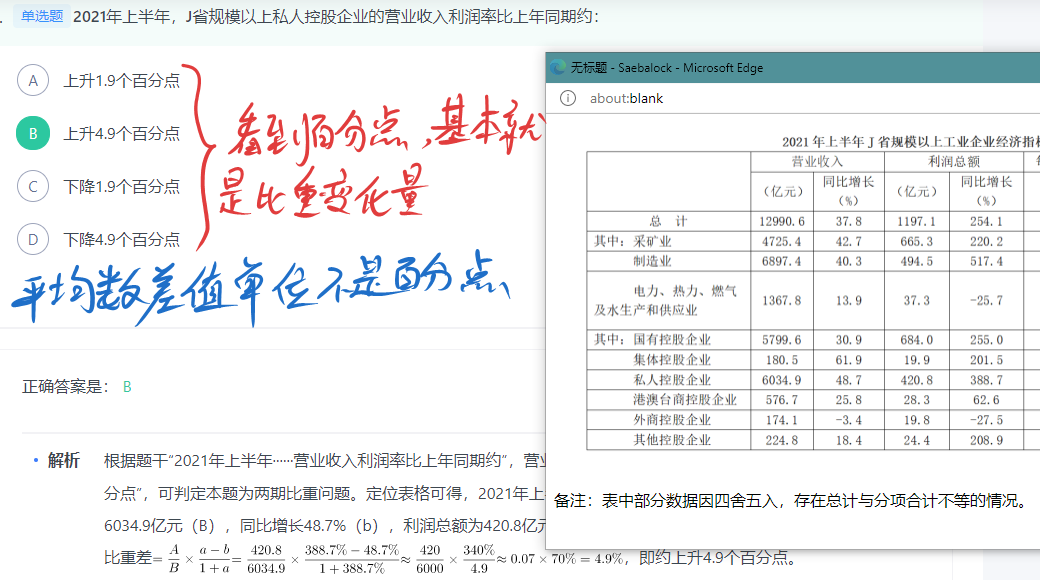 单选题 2021年上半年，J省规模以上私人控股企业的营业收入利润率比上年同期约：
A 上升1.9个百分点
B 上升4.9个百分点
C 下降1.9个百分点
D 下降4.9个百分点
看到百分点，基本就
是比重变化量
平均数差值单位不是百分点
正确答案是： B
解析 根据题干“2021年上半年……营业收入利润率比上年同期约”，营业
分点”，可判定本题为两期比重问题。定位表格可得，2021年上
6034.9亿元（B），同比增长48.7%（b），利润总额为420.8亿元
比重差= A/B × (a－b)/(1＋a) = 420.8/6034.9 × (388.7%－48.7%)/(1＋388.7%) ≈ 420/6000 × 340%/4.9 ≈ 0.07 × 70% = 4.9%，即约上升4.9个百分点。
无标题 - Saebalock - Microsoft Edge
about:blank
2021年上半年J省规模以上工业企业经济指
营业收入 利润总额
（亿元） 同比增长（%） （亿元） 同比增长（%）
总 计 12990.6 37.8 1197.1 254.1
其中：采矿业 4725.4 42.7 665.3 220.2
制造业 6897.4 40.3 494.5 517.4
电力、热力、燃气
及水生产和供应业 1367.8 13.9 37.3 -25.7
其中：国有控股企业 5799.6 30.9 684.0 255.0
集体控股企业 180.5 61.9 19.9 201.5
私人控股企业 6034.9 48.7 420.8 388.7
港澳台商控股企业 576.7 25.8 28.3 62.6
外商控股企业 174.1 -3.4 19.8 -27.5
其他控股企业 224.8 18.4 24.4 208.9
备注：表中部分数据因四舍五入，存在总计与分项合计不等的情况。